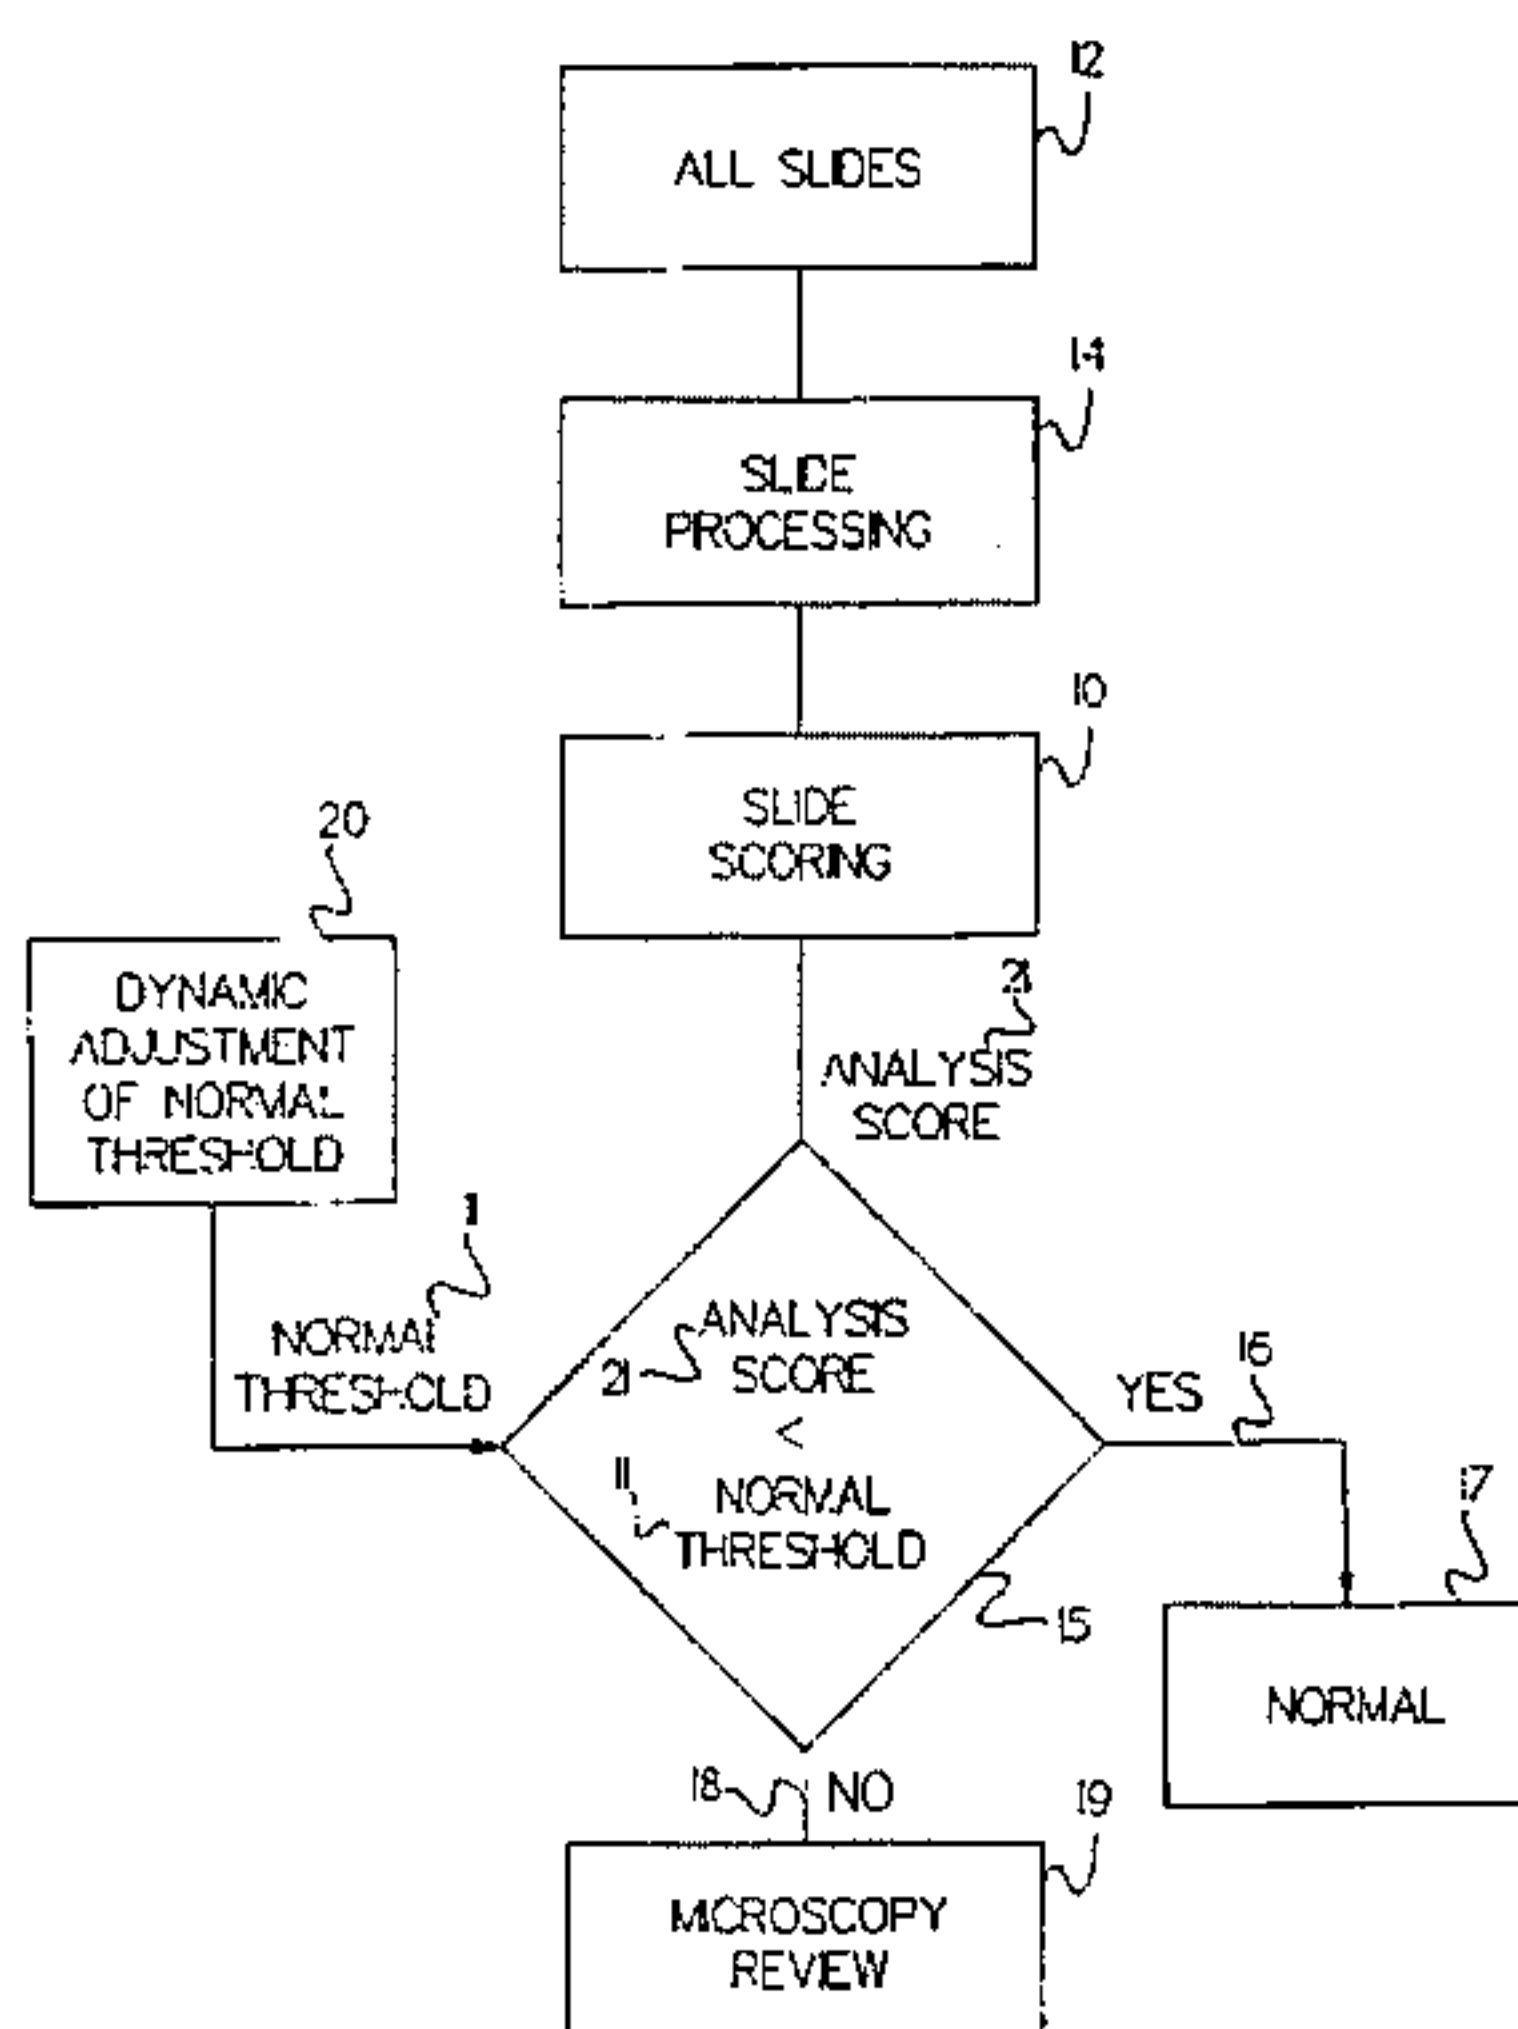 12
ALL SLIDES
14
SLIDE
PROCESSING
10
SLIDE
SCORING
20
DYNAMIC
ADJUSTMENT
OF NORMAL
THRESHOLD
21
ANALYSIS
SCORE
11
NORMAL
THRESHOLD
21
ANALYSIS
SCORE
<
11
NORMAL
THRESHOLD
15
YES
16
17
NORMAL
18
NO
19
MICROSCOPY
REVIEW